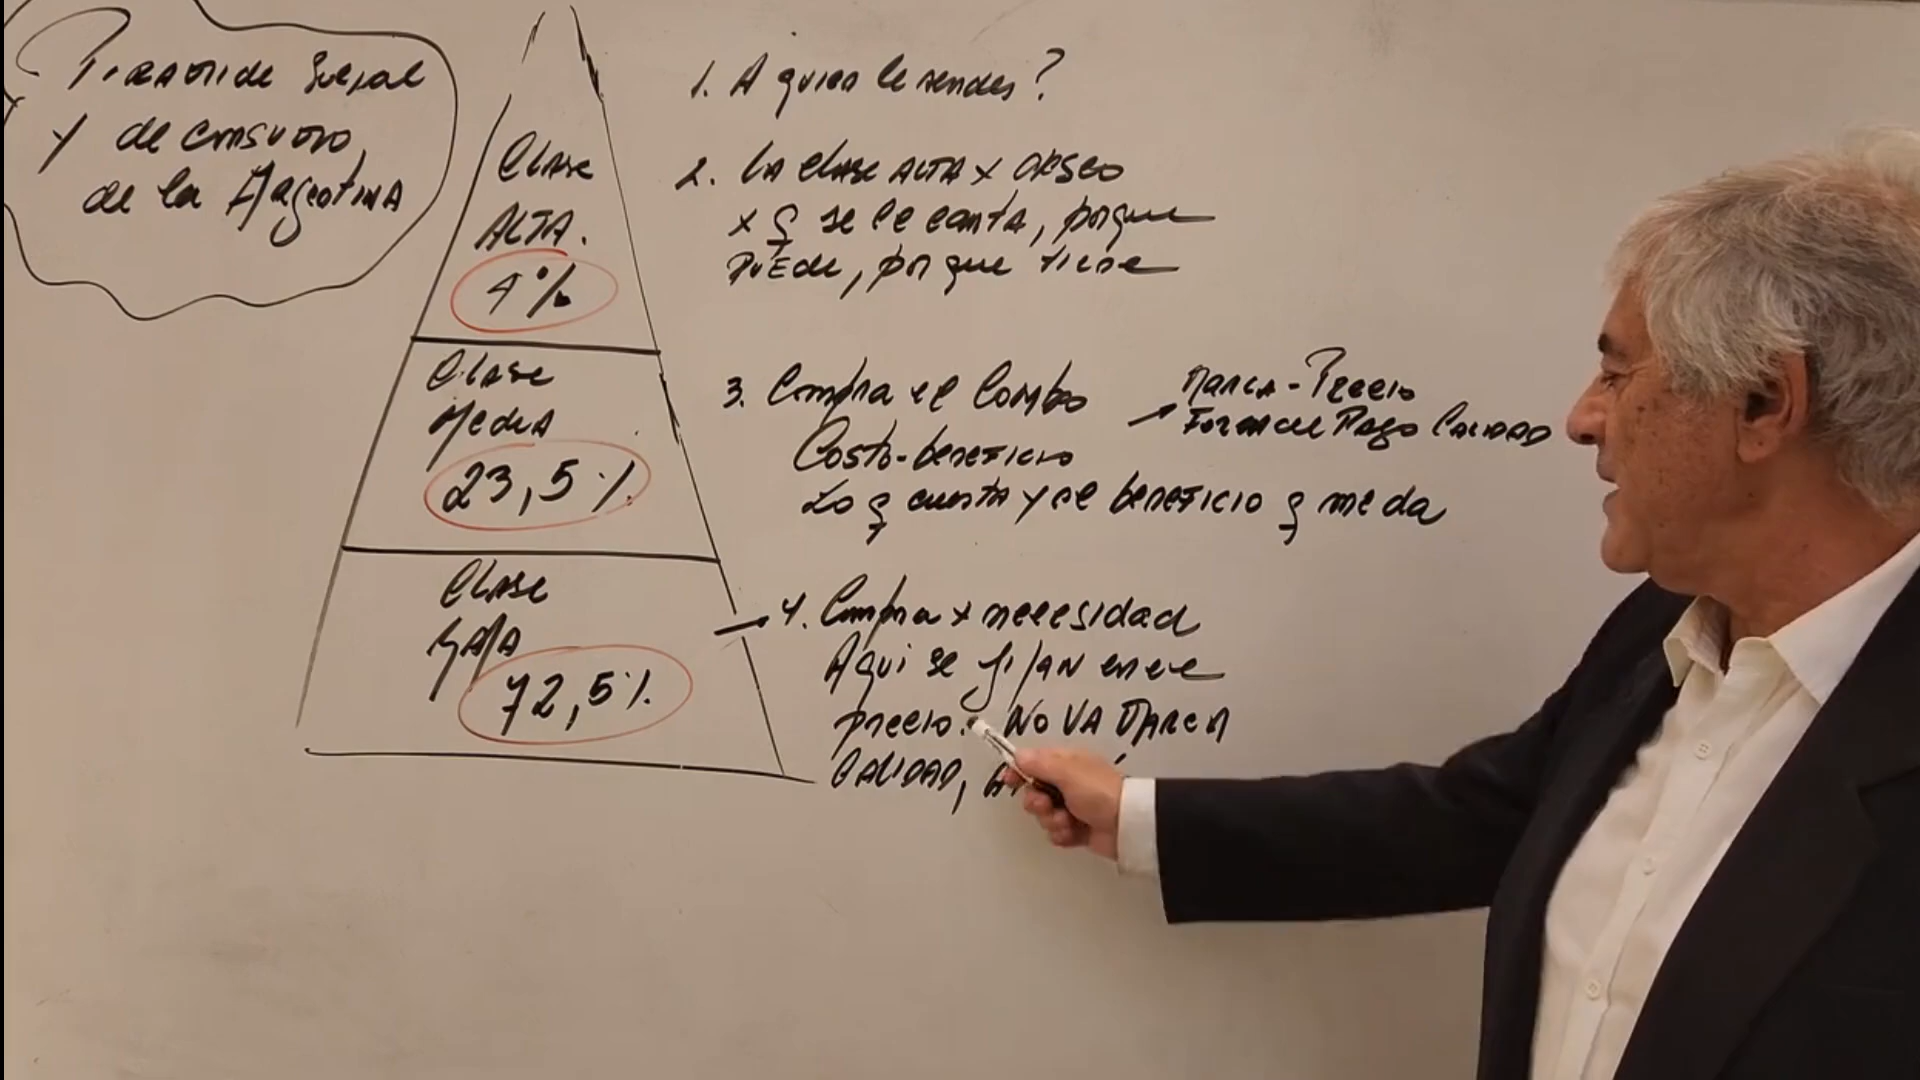 Piramide Social
Y de consumo
de la Argentina
Clase
ALTA.
4%
Clase
Media
23,5%
Clase
BAJA
72,5%
1. A quien le vendes?
2. La clase ALTA x deseo
x q se le canta, porque
Puede, porque tiene
3. Compra el Combo
Costo-beneficio
Lo q cuesta y el beneficio q me da
Marca-Precio
Forma de Pago Calidad
4. Compra x necesidad
Aqui se fijan en el
precio. No VA Marca
Calidad,